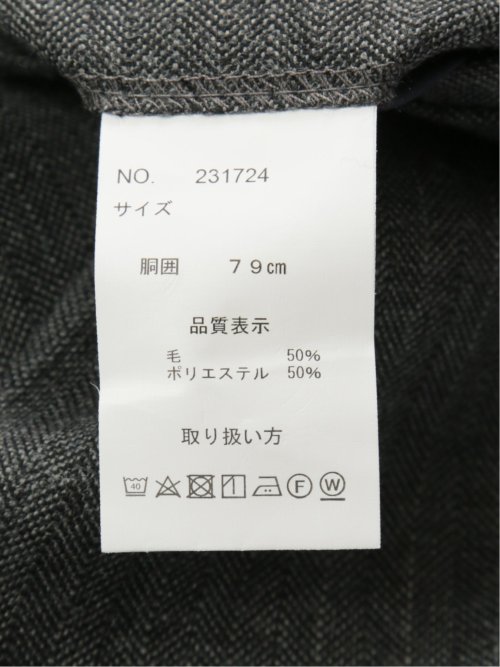 NO. 231724
サイズ
胴囲 79㎝
品質表示
毛 50%
ポリエステル 50%
取り扱い方
40 F W